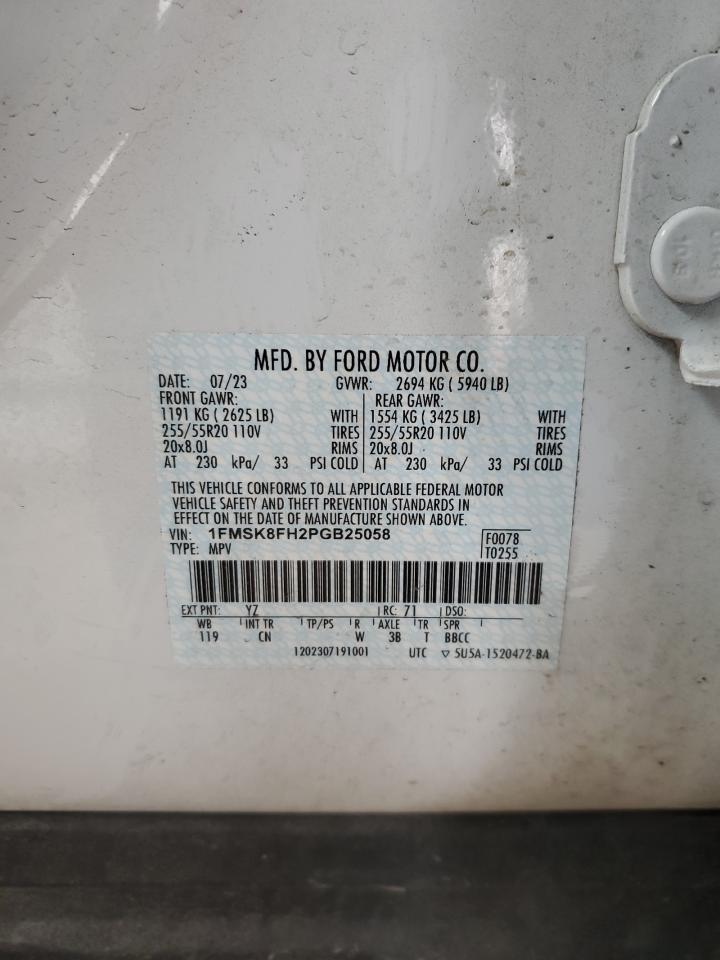 MFD. BY FORD MOTOR CO.
DATE: 07/23 GVWR: 2694 KG ( 5940 LB)
FRONT GAWR: REAR GAWR:
1191 KG ( 2625 LB) WITH 1554 KG ( 3425 LB) WITH
255/55R20 110V TIRES 255/55R20 110V TIRES
20x8.0J RIMS 20x8.0J RIMS
AT 230 kPa/ 33 PSI COLD AT 230 kPa/ 33 PSI COLD
THIS VEHICLE CONFORMS TO ALL APPLICABLE FEDERAL MOTOR
VEHICLE SAFETY AND THEFT PREVENTION STANDARDS IN
EFFECT ON THE DATE OF MANUFACTURE SHOWN ABOVE.
VIN: 1FMSK8FH2PGB25058 F0078
TYPE: MPV T0255
EXT PNT: YZ RC: 71 DSO:
WB INT TR TP/PS R AXLE TR SPR
119 CN W 3B T BBCC
1202307191001 UTC ▽ 5U5A-1520472-BA